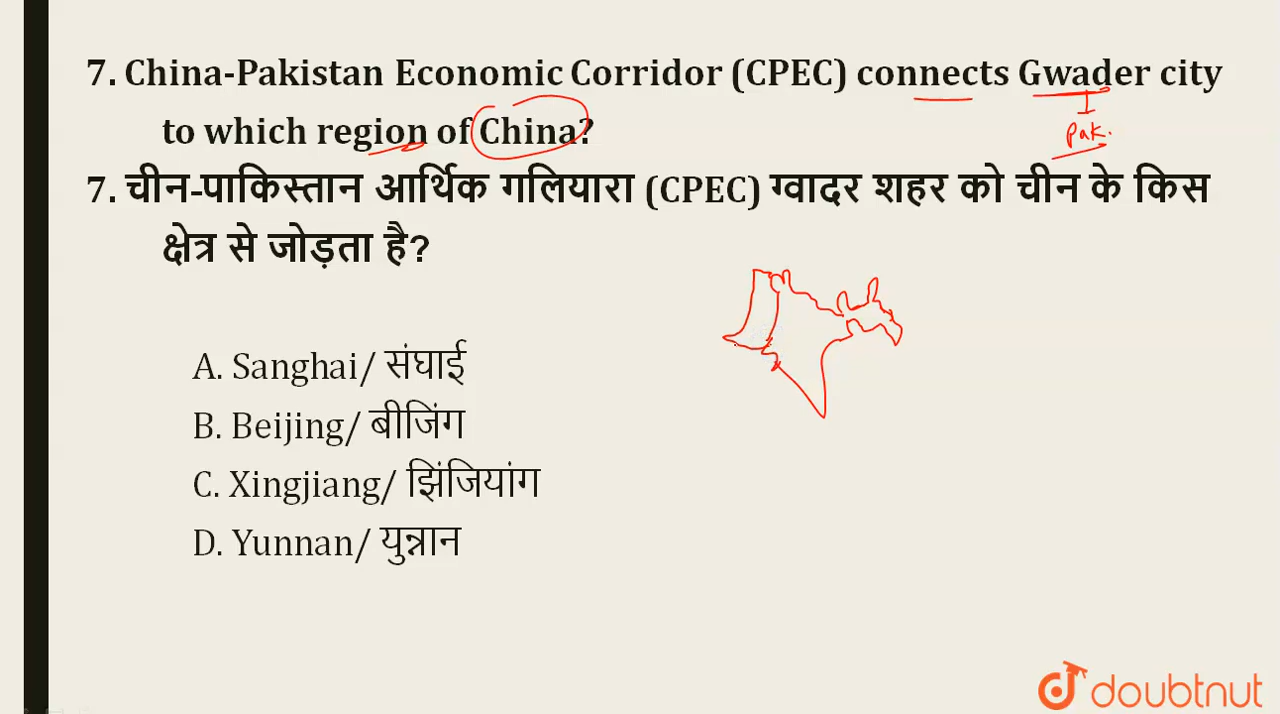 7. China-Pakistan Economic Corridor (CPEC) connects Gwader city
to which region of China?
Pak.
7. चीन-पाकिस्तान आर्थिक गलियारा (CPEC) ग्वादर शहर को चीन के किस
क्षेत्र से जोड़ता है?
A. Sanghai/ संघाई
B. Beijing/ बीजिंग
C. Xingjiang/ झिंजियांग
D. Yunnan/ युन्नान
doubtnut